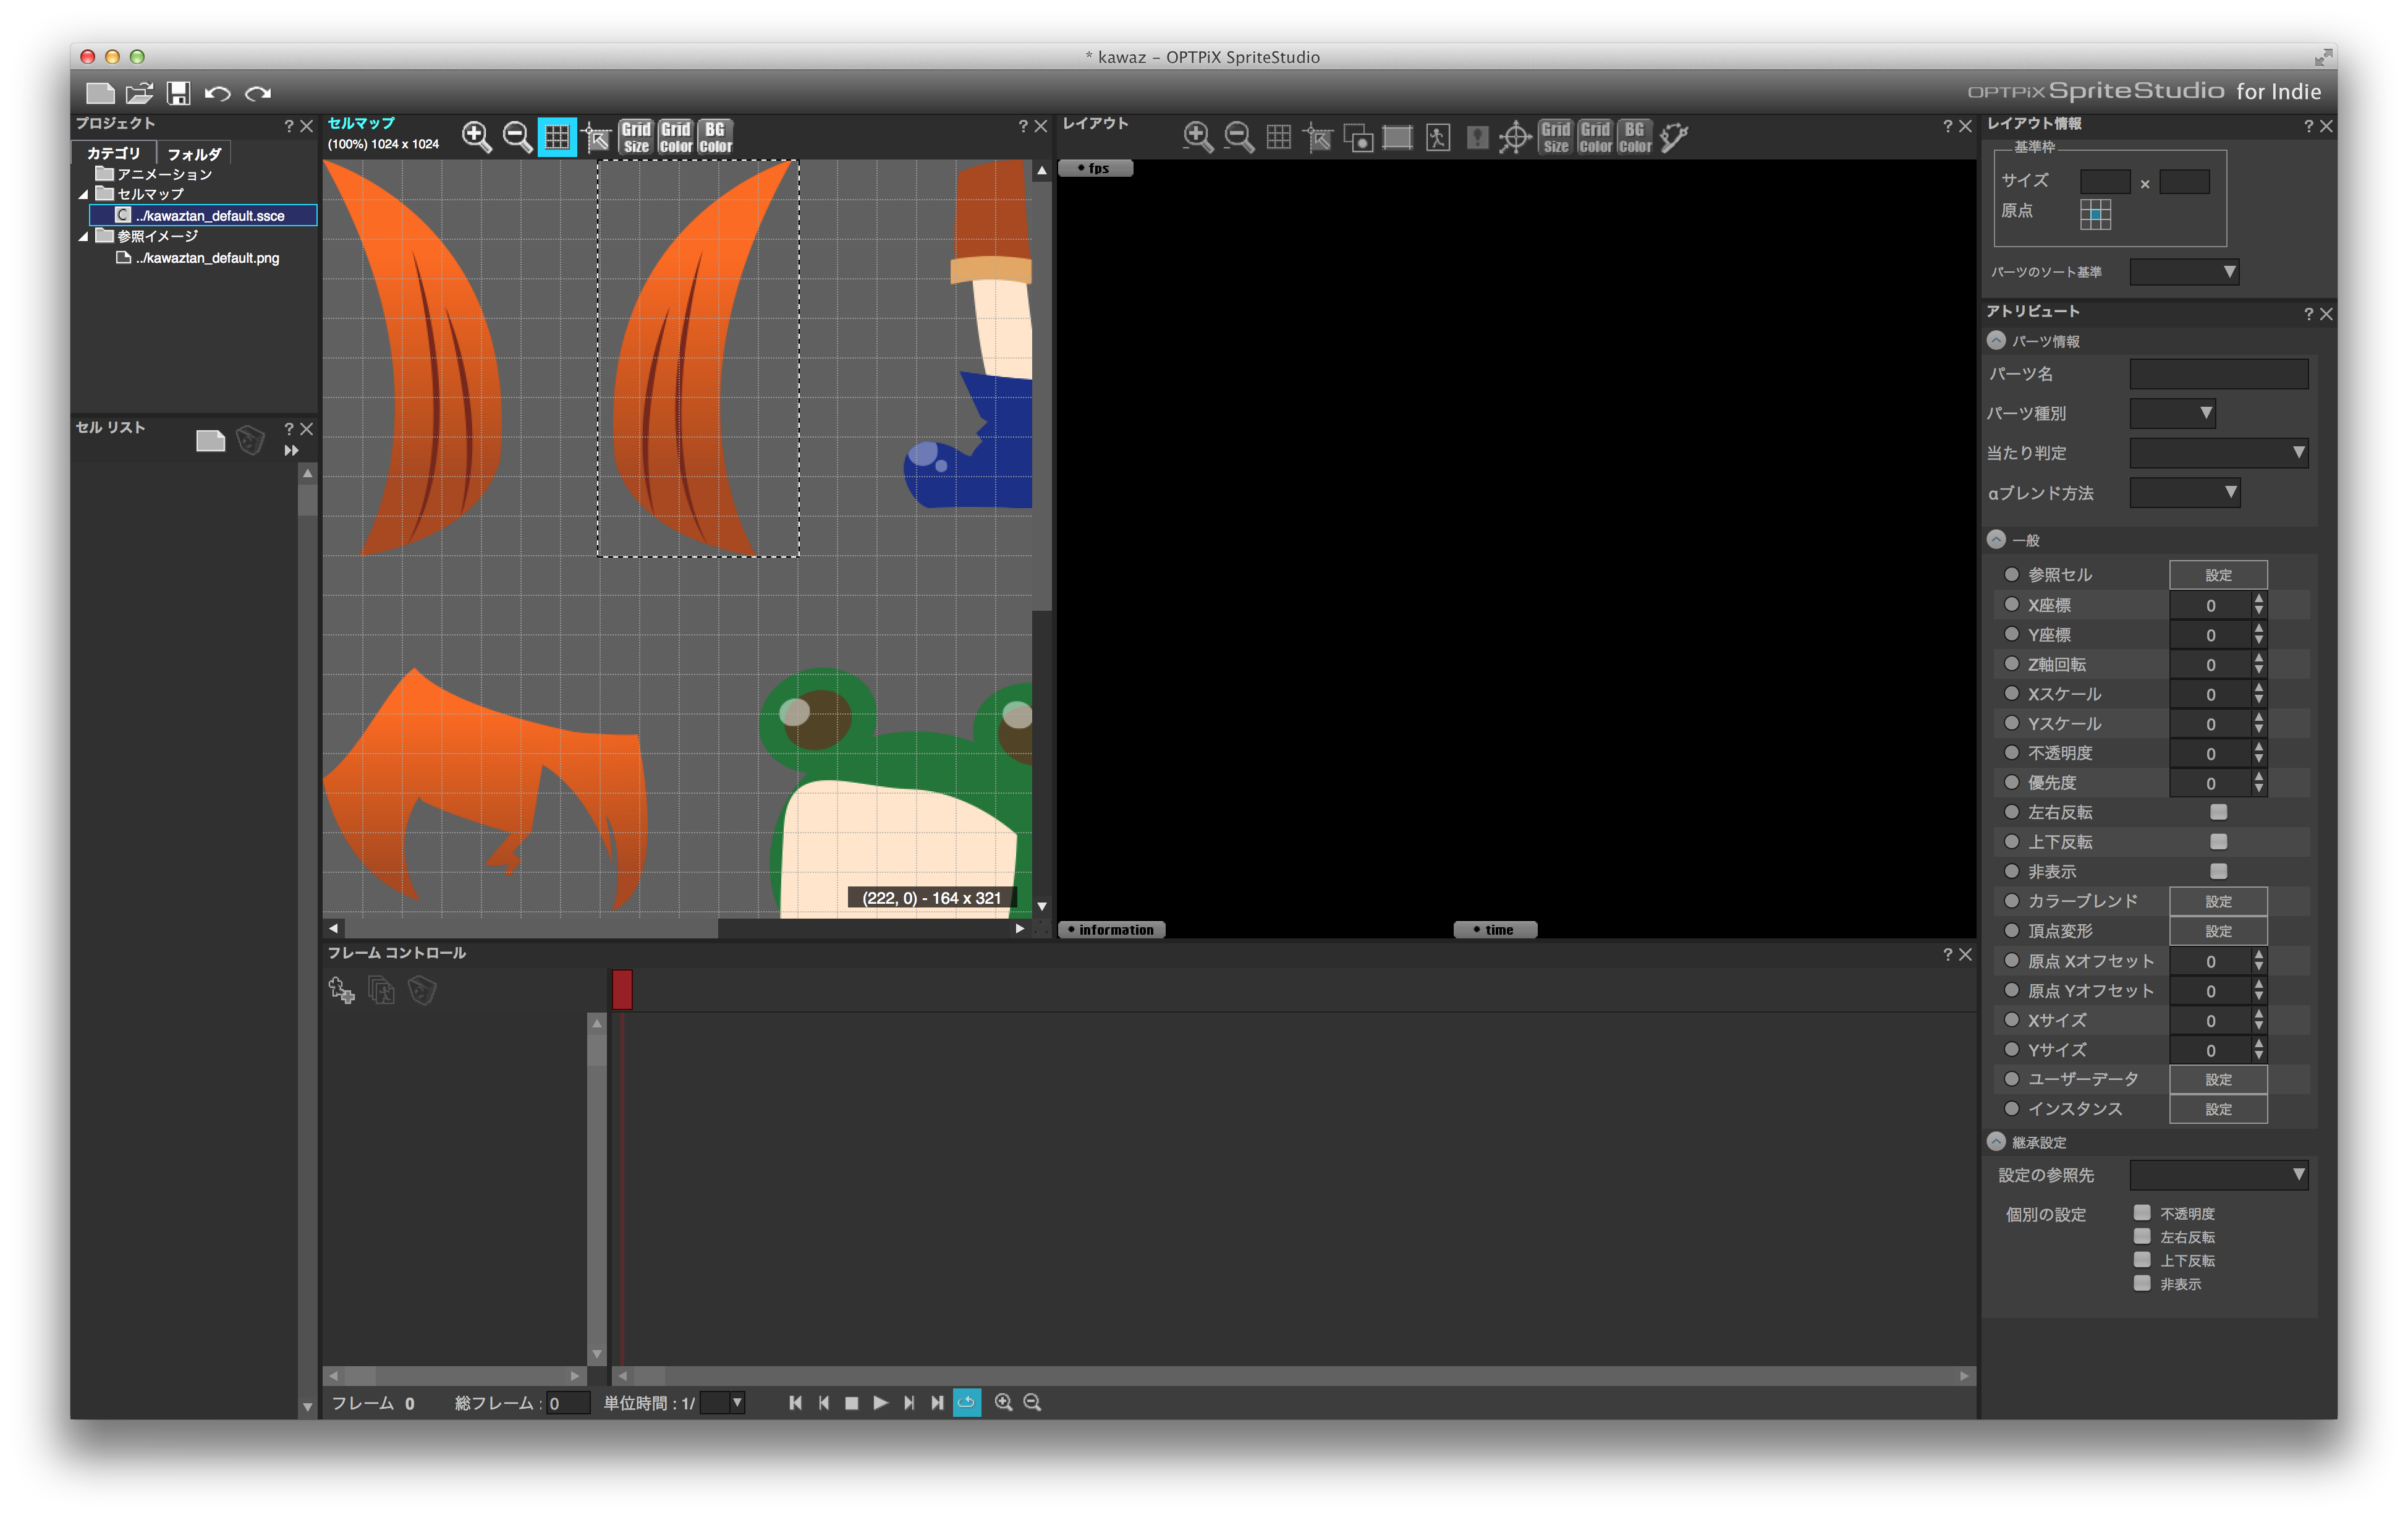 * kawaz – OPTPiX SpriteStudio
OPTPiX SpriteStudio for Indie
プロジェクト
? ×
カテゴリ
フォルダ
アニメーション
セルマップ
C ../kawaztan_default.ssce
参照イメージ
../kawaztan_default.png
セル リスト
? ×
セルマップ
(100%) 1024 x 1024
Grid Size
Grid Color
BG Color
? ×
(222, 0) - 164 x 321
レイアウト
Grid Size
Grid Color
BG Color
? ×
• fps
• information
• time
フレーム コントロール
? ×
フレーム 0
総フレーム : 0
単位時間 : 1/
レイアウト情報
? ×
基準枠
サイズ ×
原点
パーツのソート基準
アトリビュート
? ×
パーツ情報
パーツ名
パーツ種別
当たり判定
αブレンド方法
一般
参照セル 設定
X座標 0
Y座標 0
Z軸回転 0
Xスケール 0
Yスケール 0
不透明度 0
優先度 0
左右反転
上下反転
非表示
カラーブレンド 設定
頂点変形 設定
原点 Xオフセット 0
原点 Yオフセット 0
Xサイズ 0
Yサイズ 0
ユーザーデータ 設定
インスタンス 設定
継承設定
設定の参照先
個別の設定
不透明度
左右反転
上下反転
非表示